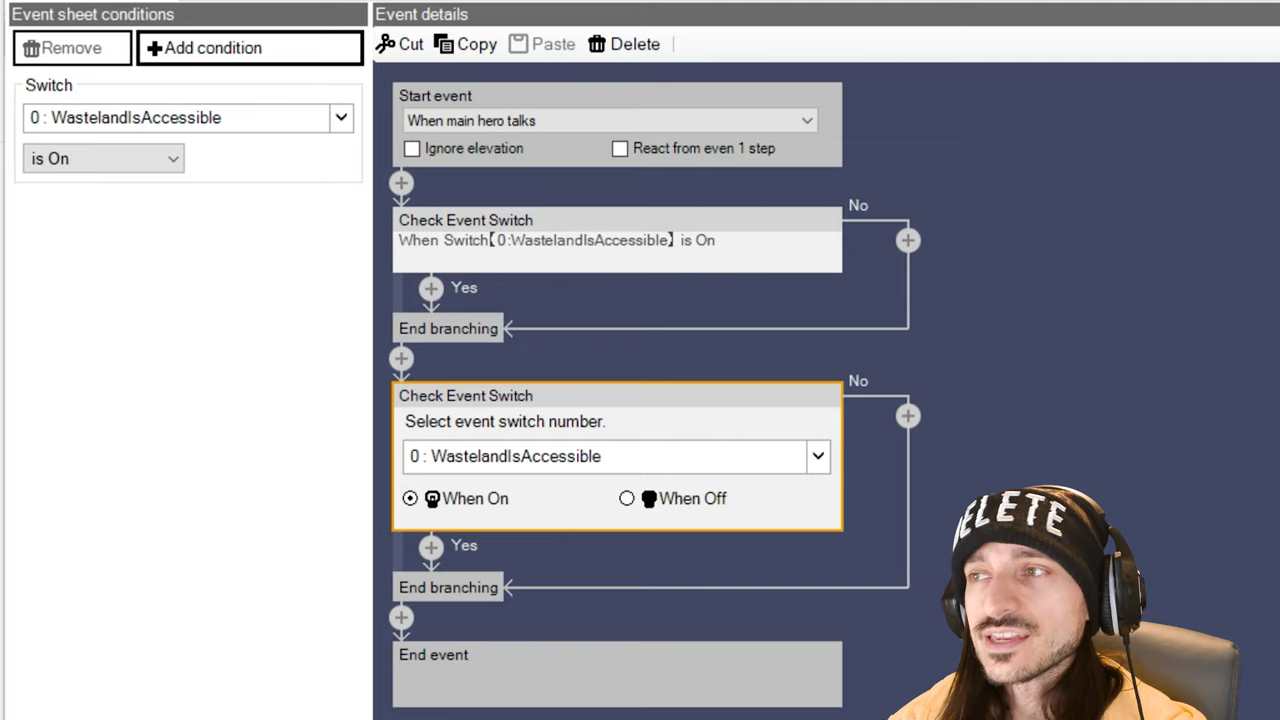 Event sheet conditions
Remove
Add condition
Switch
0 : WastelandIsAccessible
is On
Event details
Cut
Copy
Paste
Delete
Start event
When main hero talks
Ignore elevation
React from even 1 step
Check Event Switch
No
When Switch【0:WastelandIsAccessible】 is On
Yes
End branching
Check Event Switch
No
Select event switch number.
0 : WastelandIsAccessible
When On
When Off
Yes
End branching
End event
DELETE